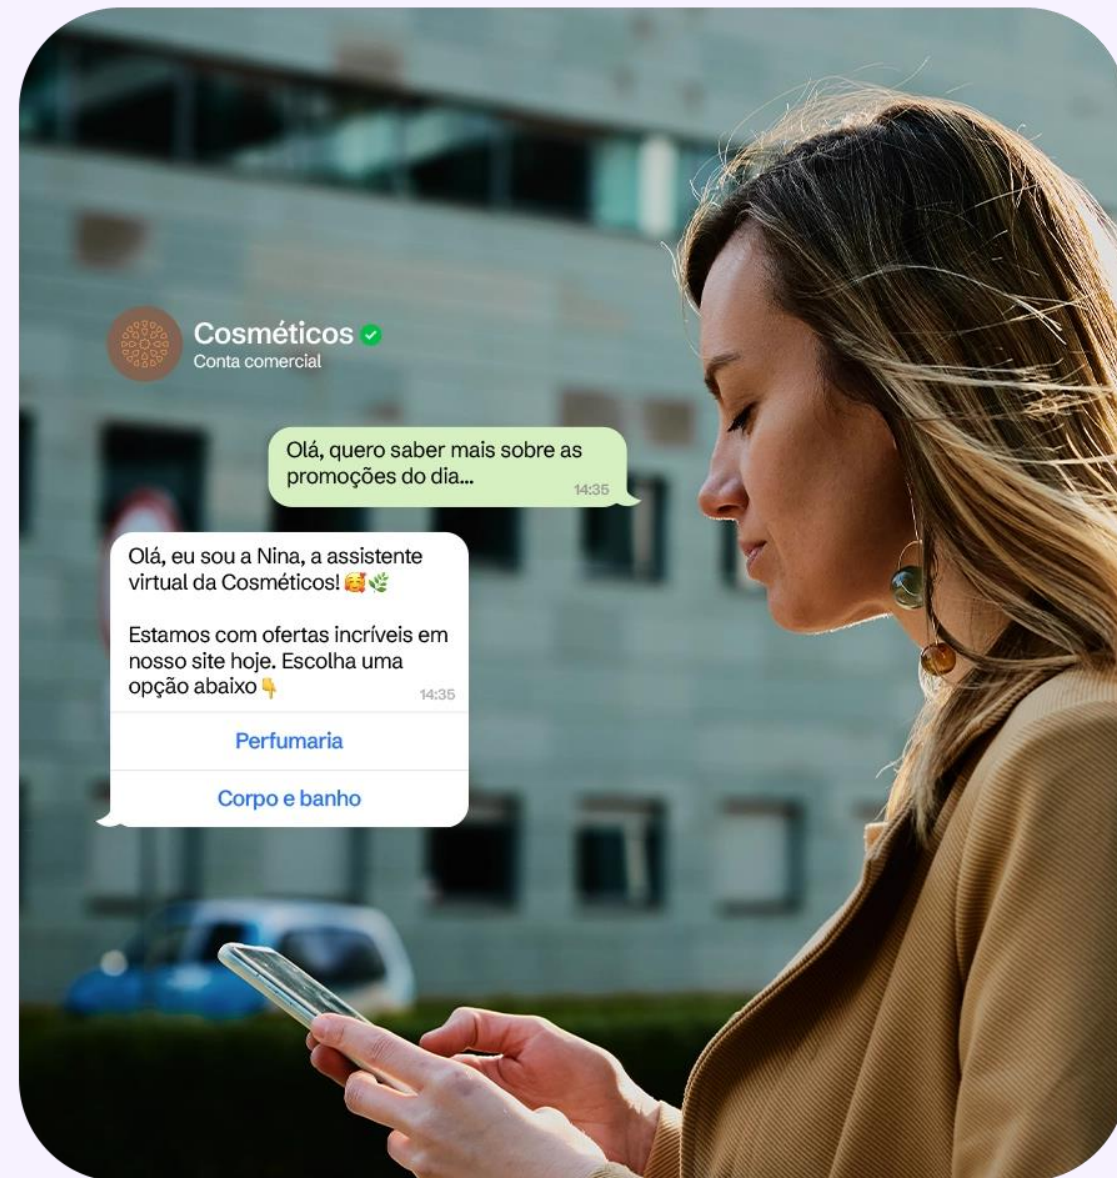 Cosméticos
Conta comercial
Olá, quero saber mais sobre as
promoções do dia...
14:35
Olá, eu sou a Nina, a assistente
virtual da Cosméticos! 🥰🌿
Estamos com ofertas incríveis em
nosso site hoje. Escolha uma
opção abaixo 👇
14:35
Perfumaria
Corpo e banho